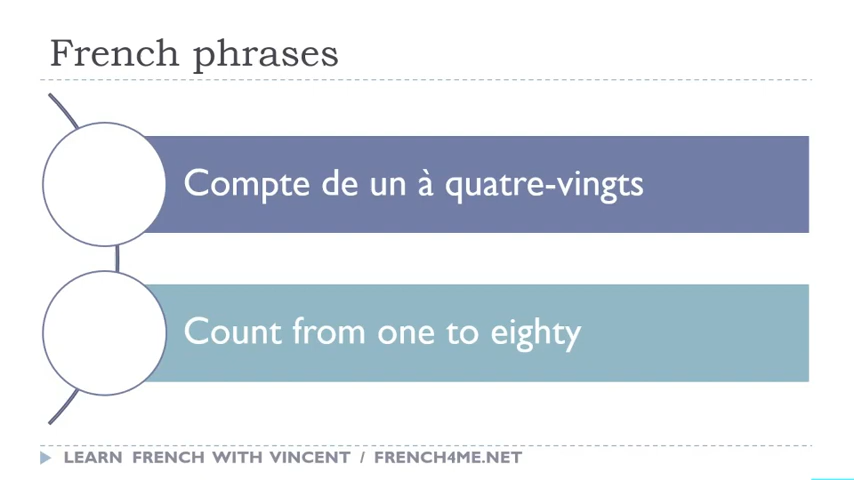 French phrases
Compte de un à quatre-vingts
Count from one to eighty
LEARN FRENCH WITH VINCENT / FRENCH4ME.NET